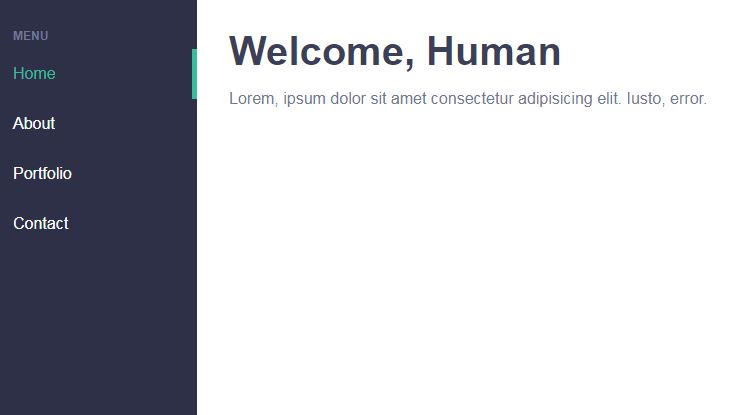 MENU
Home
About
Portfolio
Contact
Welcome, Human
Lorem, ipsum dolor sit amet consectetur adipisicing elit. Iusto, error.